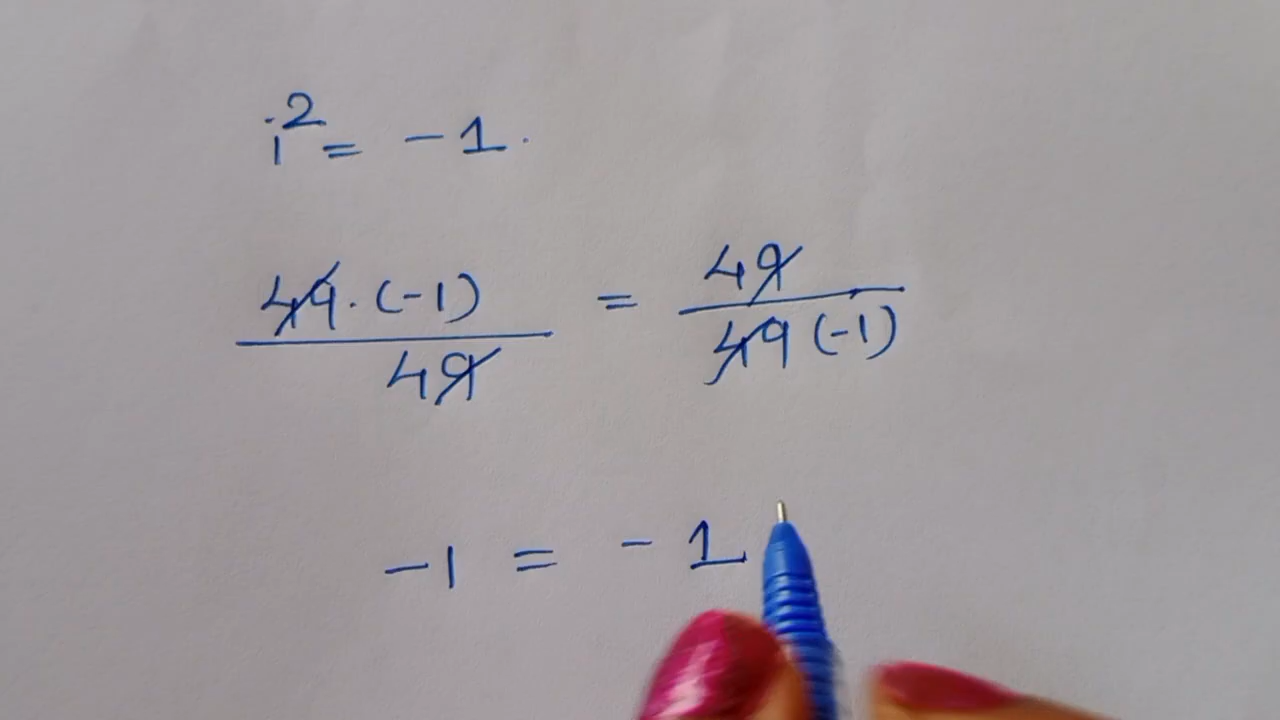 i² = -1.
49·(-1) / 49 = 49 / 49(-1)
-1 = -1